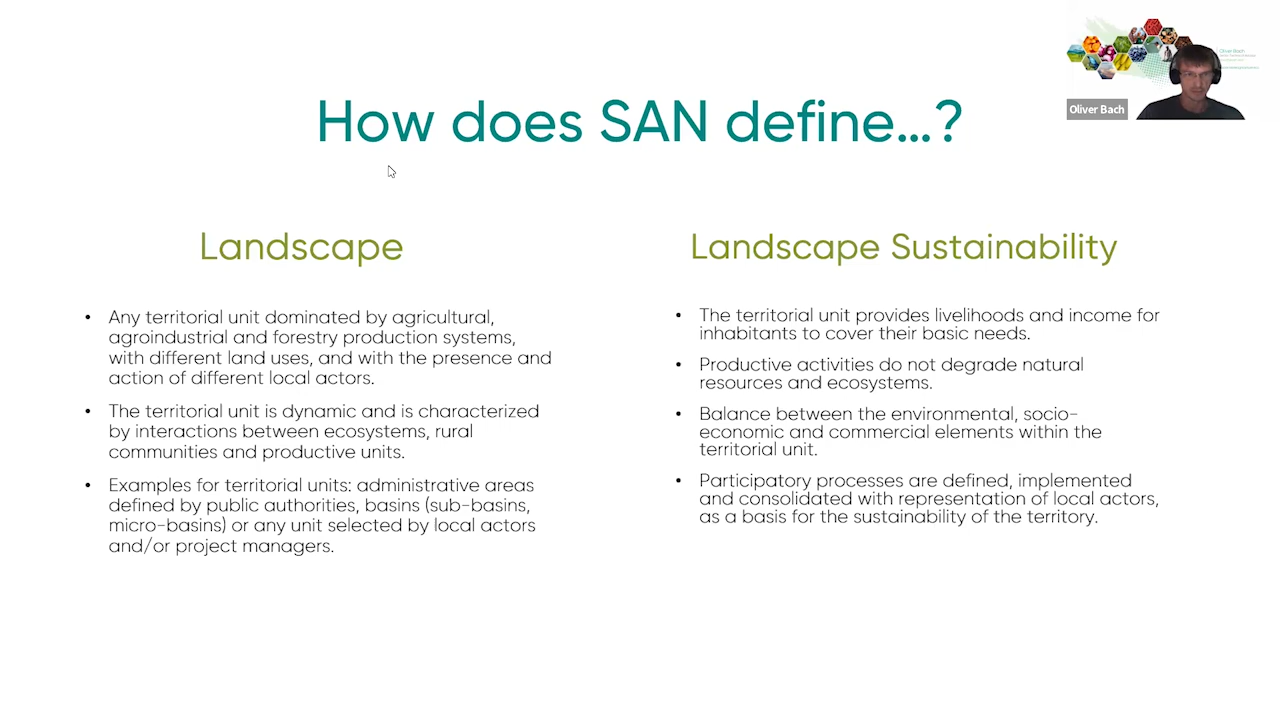 How does SAN define...?
Oliver Bach
Oliver Bach
Landscape
• Any territorial unit dominated by agricultural,
agroindustrial and forestry production systems,
with different land uses, and with the presence and
action of different local actors.
• The territorial unit is dynamic and is characterized
by interactions between ecosystems, rural
communities and productive units.
• Examples for territorial units: administrative areas
defined by public authorities, basins (sub-basins,
micro-basins) or any unit selected by local actors
and/or project managers.
Landscape Sustainability
• The territorial unit provides livelihoods and income for
inhabitants to cover their basic needs.
• Productive activities do not degrade natural
resources and ecosystems.
• Balance between the environmental, socio-
economic and commercial elements within the
territorial unit.
• Participatory processes are defined, implemented
and consolidated with representation of local actors,
as a basis for the sustainability of the territory.